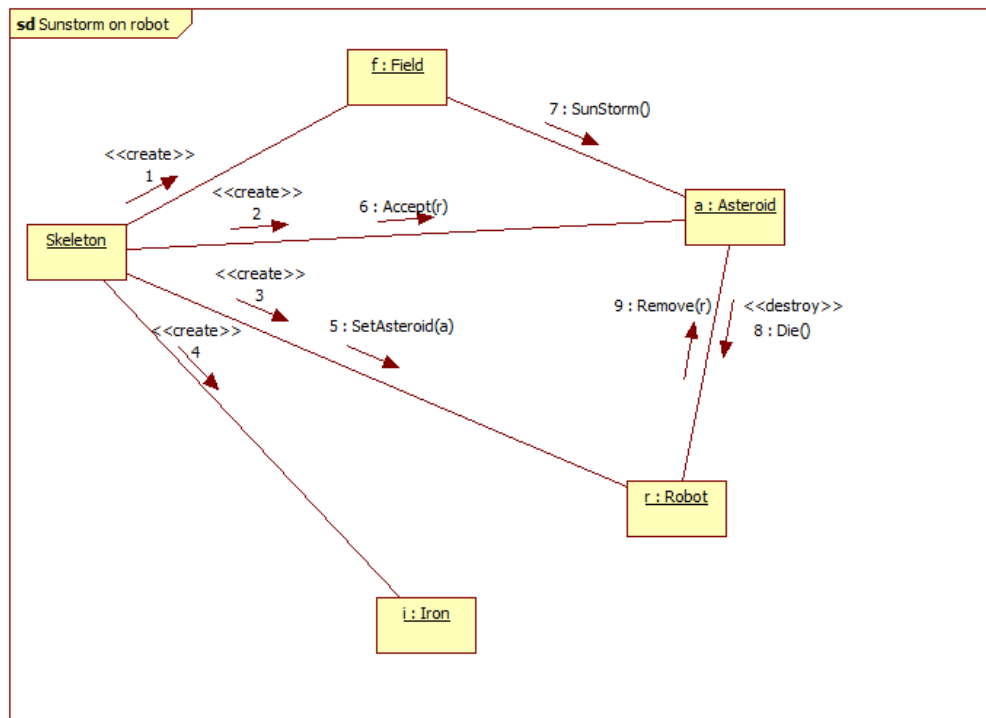 sd Sunstorm on robot
f : Field
7 : SunStorm()
<<create>>
1
<<create>>
2
6 : Accept(r)
a : Asteroid
Skeleton
<<create>>
3
5 : SetAsteroid(a)
9 : Remove(r)
<<destroy>>
8 : Die()
<<create>>
4
r : Robot
i : Iron